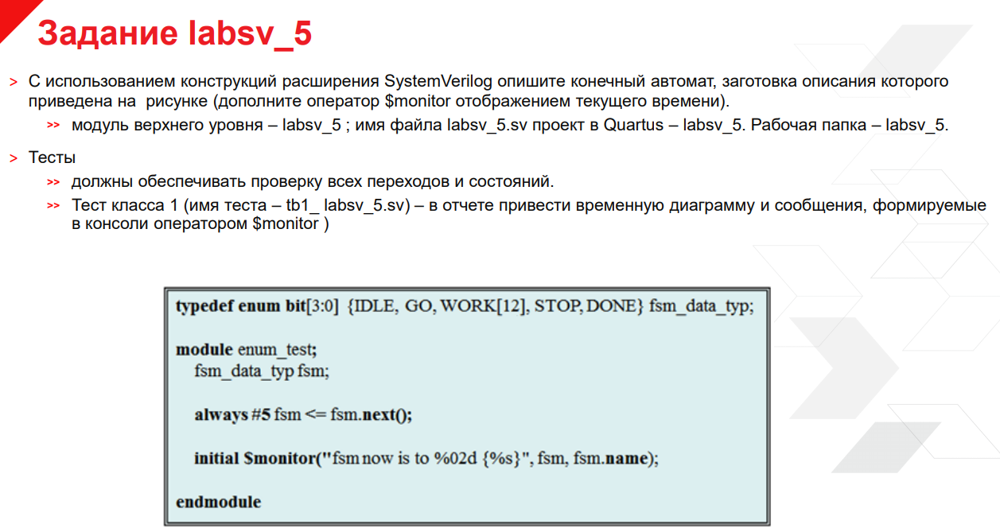 Задание labsv_5
> С использованием конструкций расширения SystemVerilog опишите конечный автомат, заготовка описания которого
приведена на рисунке (дополните оператор $monitor отображением текущего времени).
>> модуль верхнего уровня – labsv_5 ; имя файла labsv_5.sv проект в Quartus – labsv_5. Рабочая папка – labsv_5.
> Тесты
>> должны обеспечивать проверку всех переходов и состояний.
>> Тест класса 1 (имя теста – tb1_ labsv_5.sv) – в отчете привести временную диаграмму и сообщения, формируемые
в консоли оператором $monitor )
typedef enum bit[3:0] {IDLE, GO, WORK[12], STOP, DONE} fsm_data_typ;
module enum_test;
fsm_data_typ fsm;
always #5 fsm <= fsm.next();
initial $monitor("fsm now is to %02d {%s}", fsm, fsm.name);
endmodule